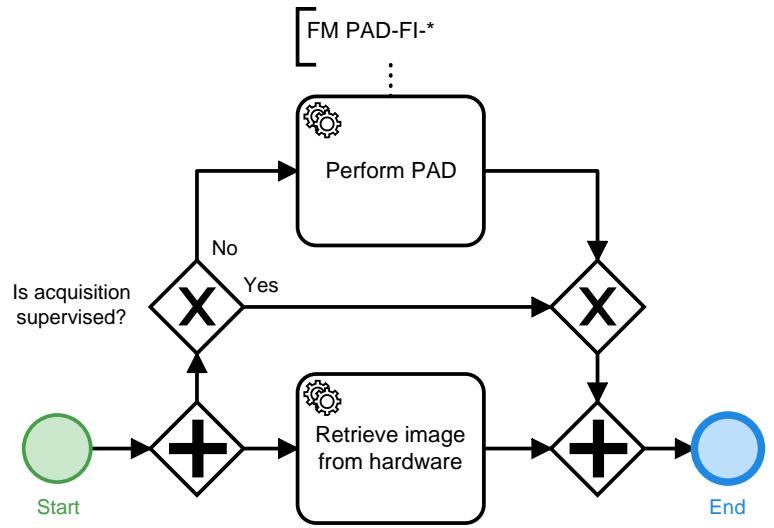 FM PAD-FI-*
Perform PAD
No
Yes
Is acquisition
supervised?
Retrieve image
from hardware
Start
End